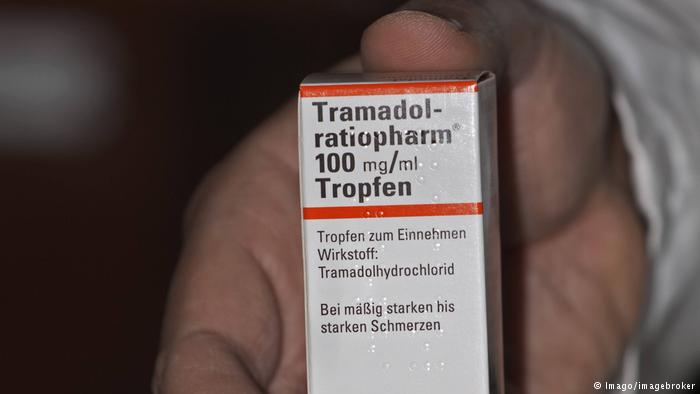 Tramadol-
ratiopharm®
100 mg/ml
Tropfen
Tropfen zum Einnehmen
Wirkstoff:
Tramadolhydrochlorid
Bei mäßig starken bis
starken Schmerzen
© Imago/imagebroker